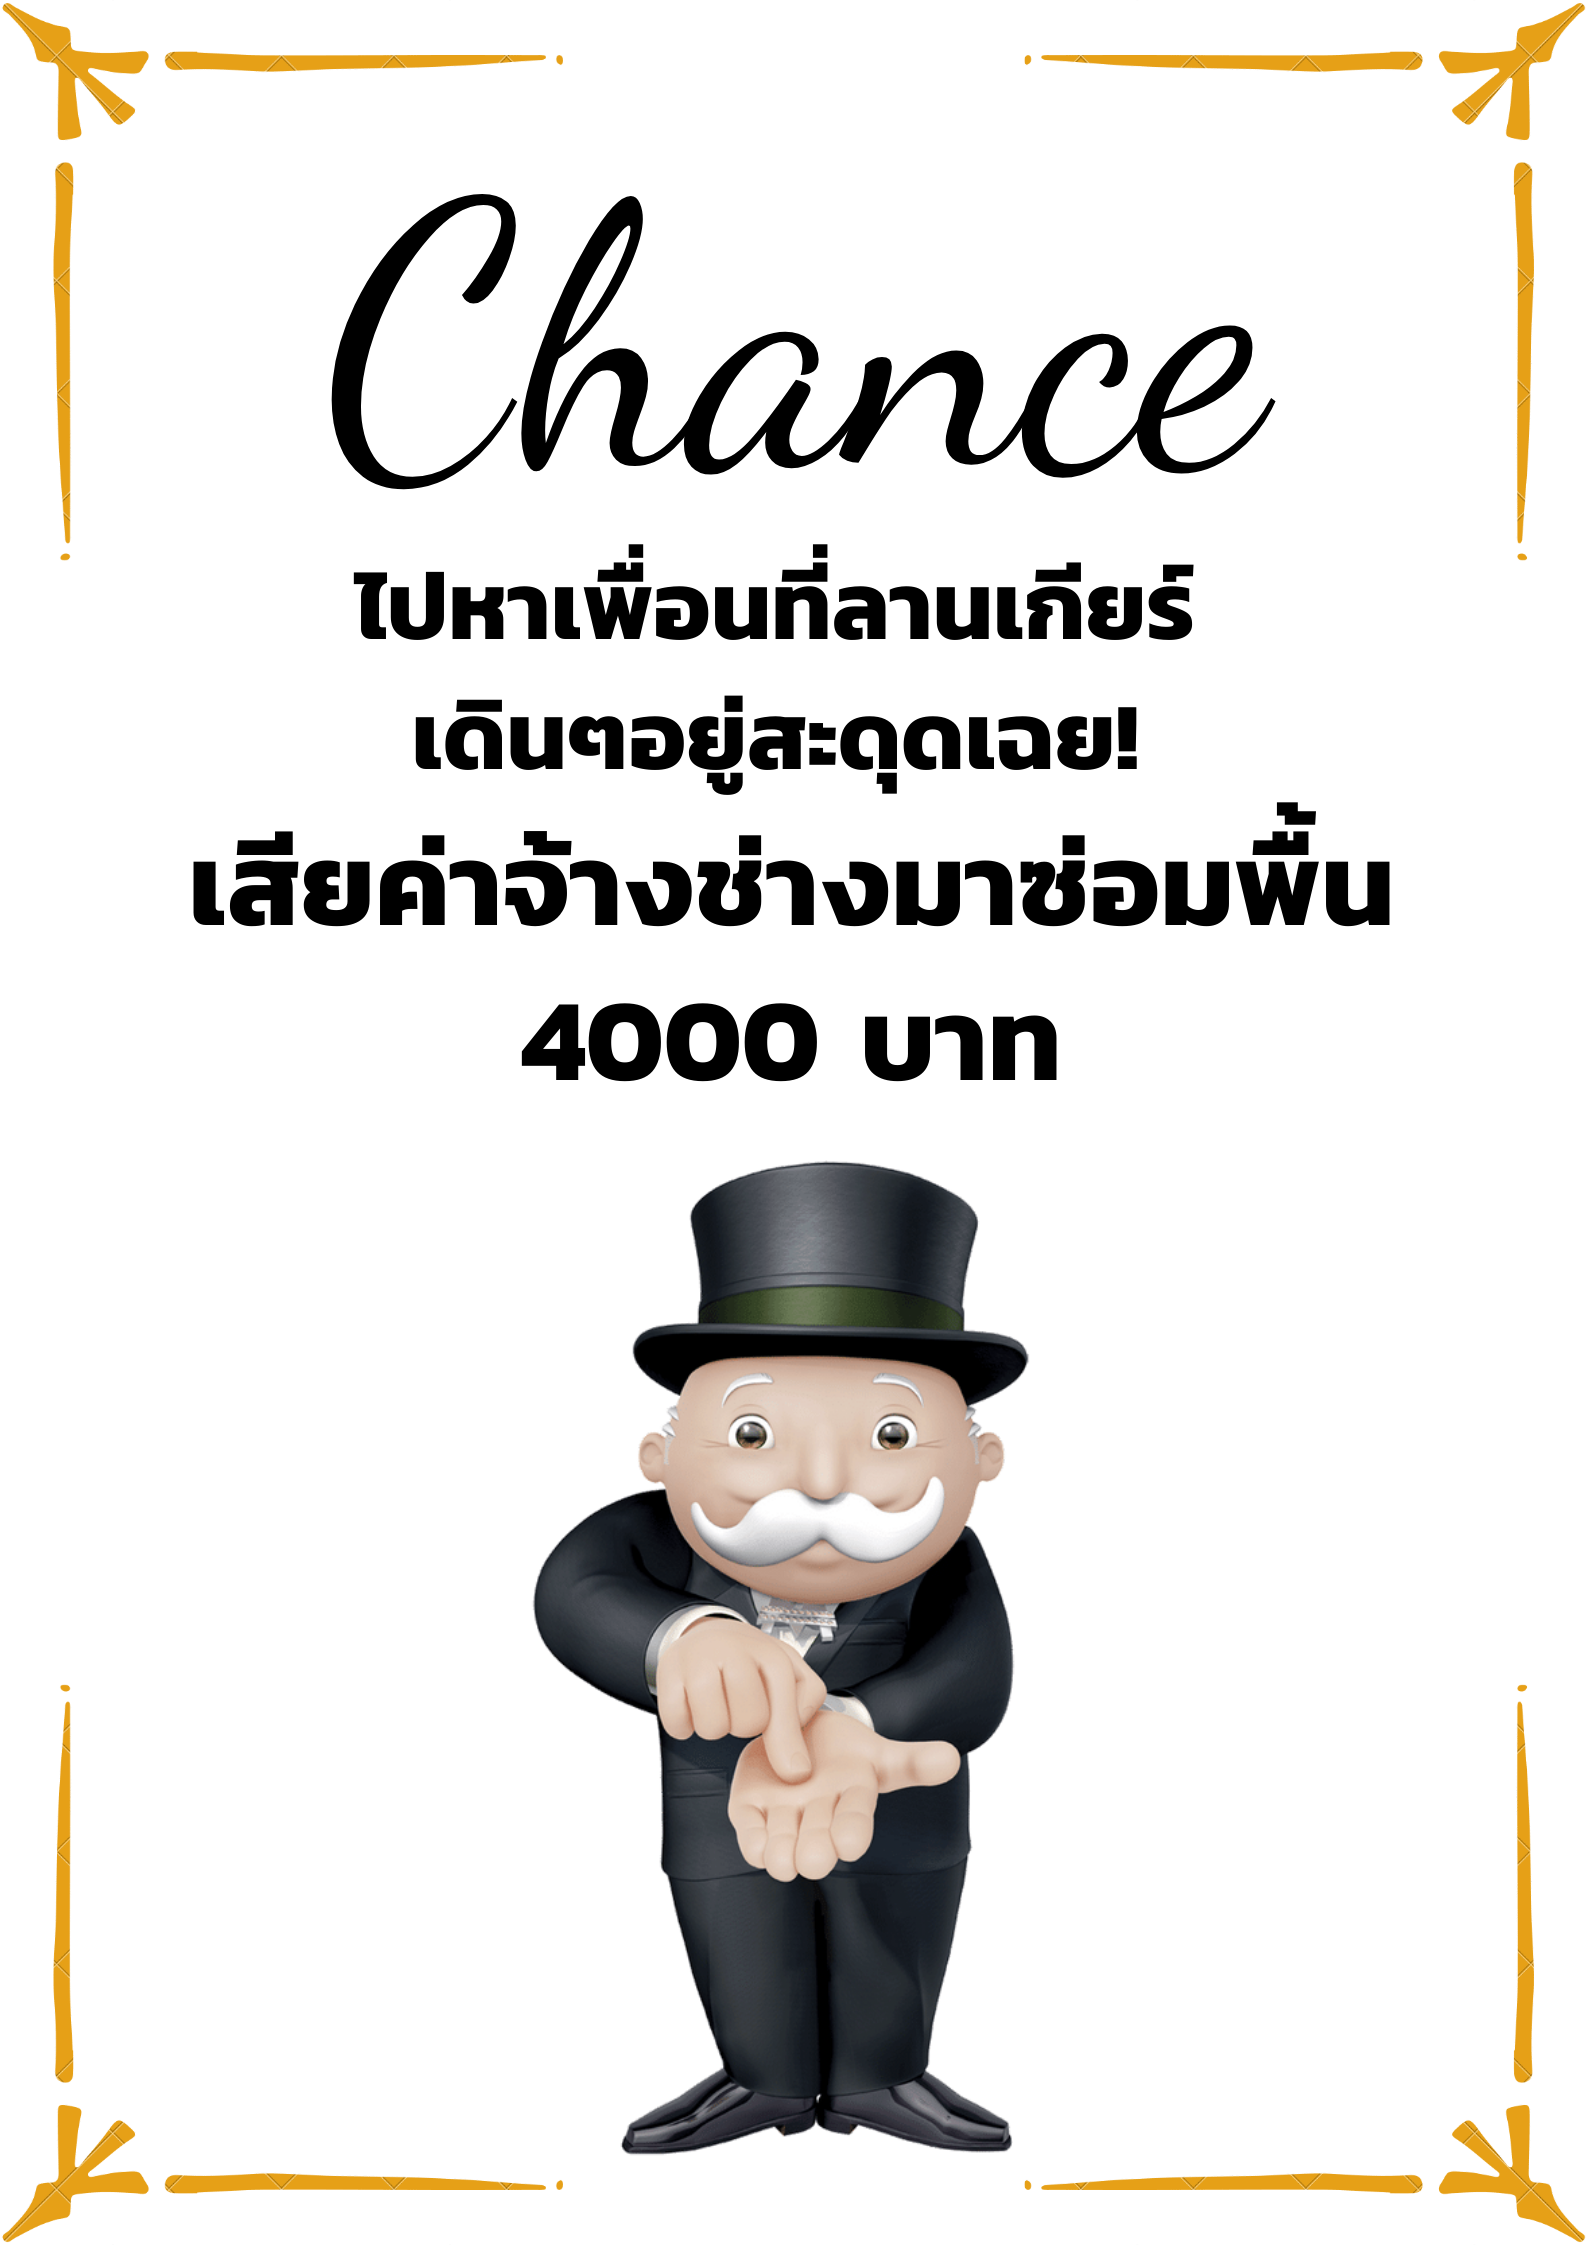 Chance
ไปหาเพื่อนที่ลานเกียร์
เดินๆอยู่สะดุดเฉย!
เสียค่าจ้างช่างมาซ่อมพื้น
4000 บาท